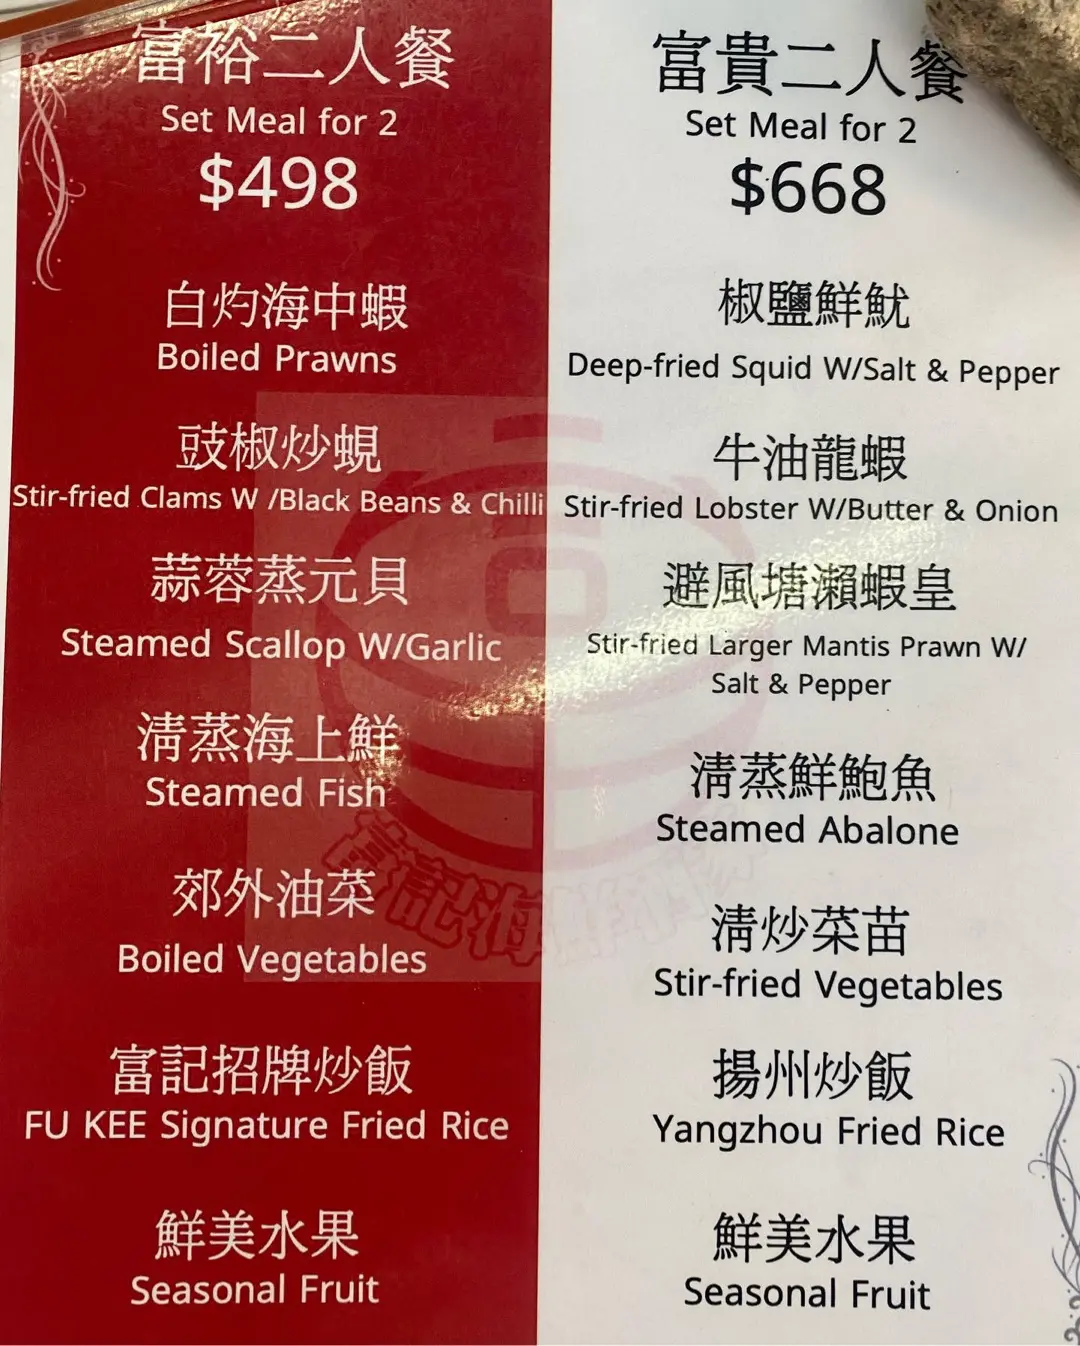 富裕二人餐
Set Meal for 2
$498
白灼海中蝦
Boiled Prawns
豉椒炒蜆
Stir-fried Clams W /Black Beans & Chilli
蒜蓉蒸元貝
Steamed Scallop W/Garlic
清蒸海上鮮
Steamed Fish
郊外油菜
Boiled Vegetables
富記招牌炒飯
FU KEE Signature Fried Rice
鮮美水果
Seasonal Fruit
富貴二人餐
Set Meal for 2
$668
椒鹽鮮魷
Deep-fried Squid W/Salt & Pepper
牛油龍蝦
Stir-fried Lobster W/Butter & Onion
避風塘瀨蝦皇
Stir-fried Larger Mantis Prawn W/
Salt & Pepper
清蒸鮮鮑魚
Steamed Abalone
清炒菜苗
Stir-fried Vegetables
揚州炒飯
Yangzhou Fried Rice
鮮美水果
Seasonal Fruit
富記海鮮